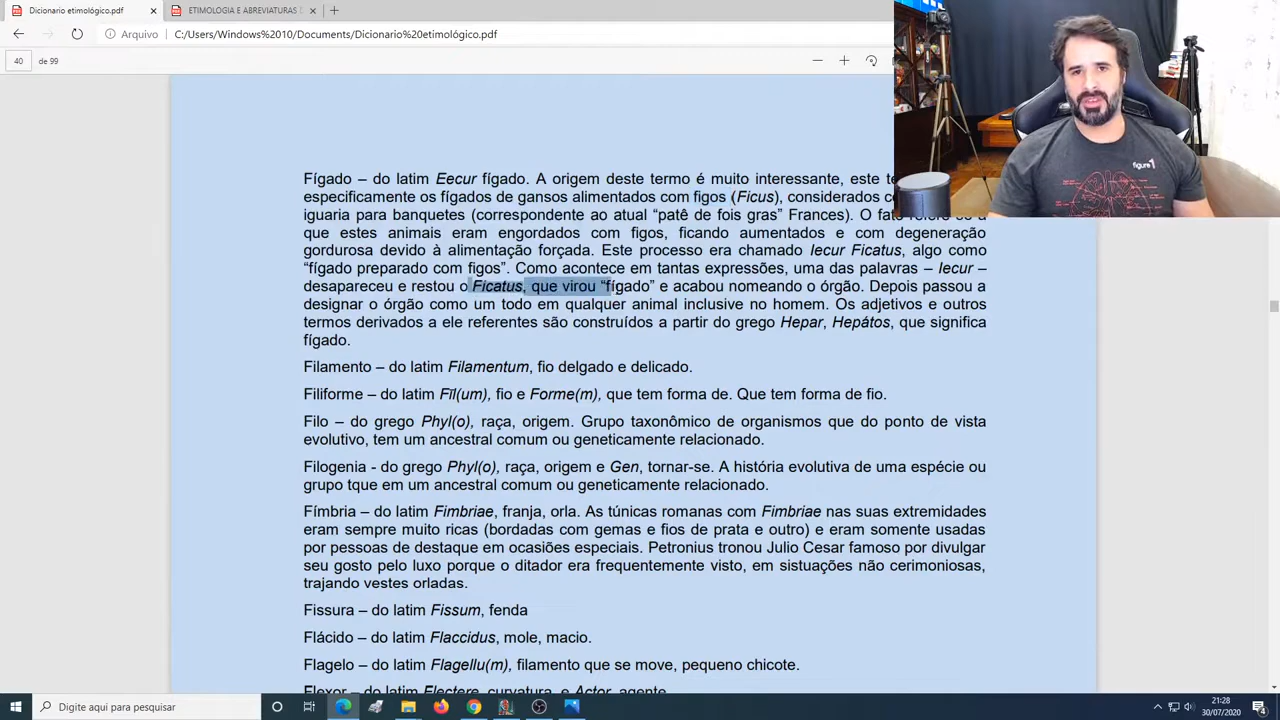 Dicionario etimológico.pdf
ETIMOLOGIA E ABREVIATURAS (
Arquivo
C:/Users/Windows%2010/Documents/Dicionario%20etimológico.pdf
40 de 99
Fígado – do latim Eecur fígado. A origem deste termo é muito interessante, este
especificamente os fígados de gansos alimentados com figos (Ficus), considerados
iguaria para banquetes (correspondente ao atual “patê de fois gras” Frances). O fato refere-se a
que estes animais eram engordados com figos, ficando aumentados e com degeneração
gordurosa devido à alimentação forçada. Este processo era chamado Iecur Ficatus, algo como
“fígado preparado com figos”. Como acontece em tantas expressões, uma das palavras – Iecur –
desapareceu e restou o Ficatus, que virou “fígado” e acabou nomeando o órgão. Depois passou a
designar o órgão como um todo em qualquer animal inclusive no homem. Os adjetivos e outros
termos derivados a ele referentes são construídos a partir do grego Hepar, Hepátos, que significa
fígado.
Filamento – do latim Filamentum, fio delgado e delicado.
Filiforme – do latim Fīl(um), fio e Forme(m), que tem forma de. Que tem forma de fio.
Filo – do grego Phyl(o), raça, origem. Grupo taxonômico de organismos que do ponto de vista
evolutivo, tem um ancestral comum ou geneticamente relacionado.
Filogenia - do grego Phyl(o), raça, origem e Gen, tornar-se. A história evolutiva de uma espécie ou
grupo tque em um ancestral comum ou geneticamente relacionado.
Fímbria – do latim Fimbriae, franja, orla. As túnicas romanas com Fimbriae nas suas extremidades
eram sempre muito ricas (bordadas com gemas e fios de prata e outro) e eram somente usadas
por pessoas de destaque em ocasiões especiais. Petronius tronou Julio Cesar famoso por divulgar
seu gosto pelo luxo porque o ditador era frequentemente visto, em sistuações não cerimoniosas,
trajando vestes orladas.
Fissura – do latim Fissum, fenda
Flácido – do latim Flaccidus, mole, macio.
Flagelo – do latim Flagellu(m), filamento que se move, pequeno chicote.
Flexor – do latim Flectere, curvatura, e Actor, agente
figure1
Digite aqui para pesquisar
21:28
30/07/2020
4